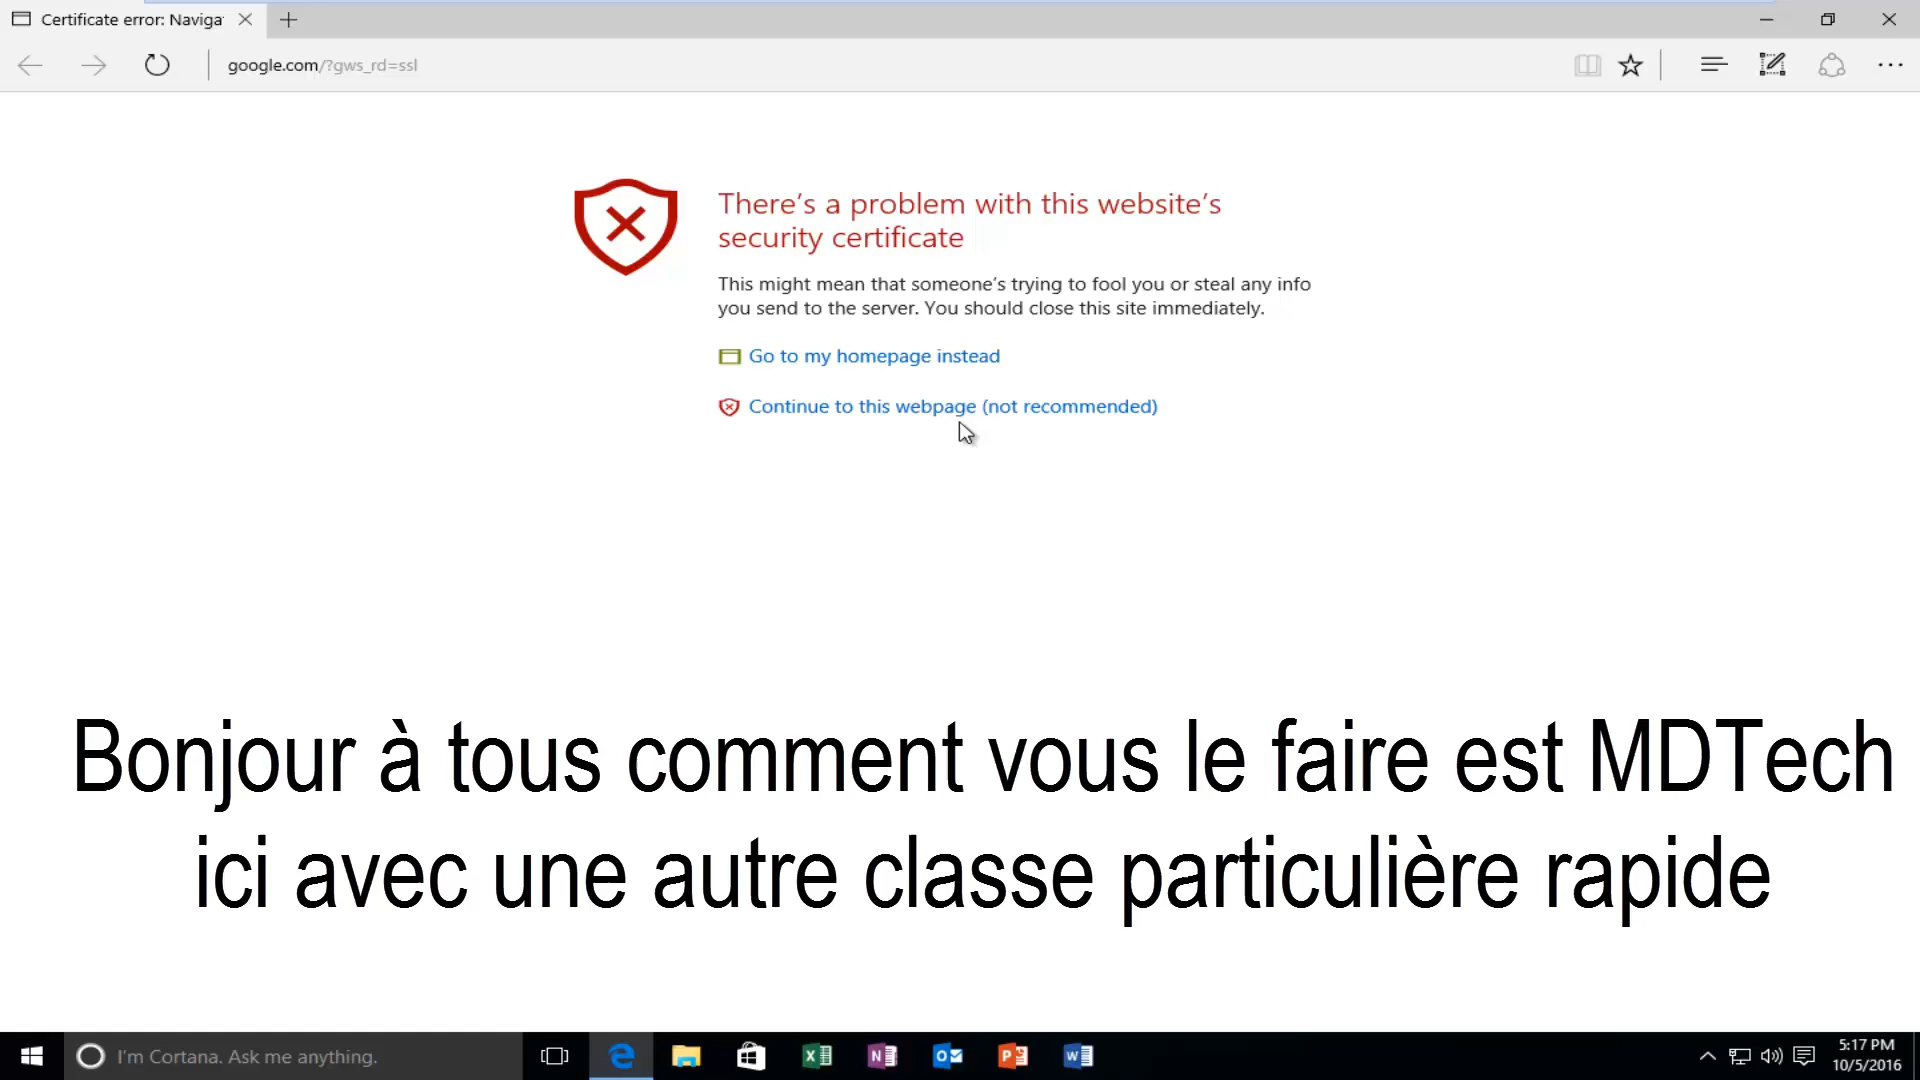 Certificate error: Naviga
google.com/?gws_rd=ssl
There's a problem with this website's
security certificate
This might mean that someone's trying to fool you or steal any info
you send to the server. You should close this site immediately.
Go to my homepage instead
Continue to this webpage (not recommended)
Bonjour à tous comment vous le faire est MDTech
ici avec une autre classe particulière rapide
I'm Cortana. Ask me anything.
5:17 PM
10/5/2016